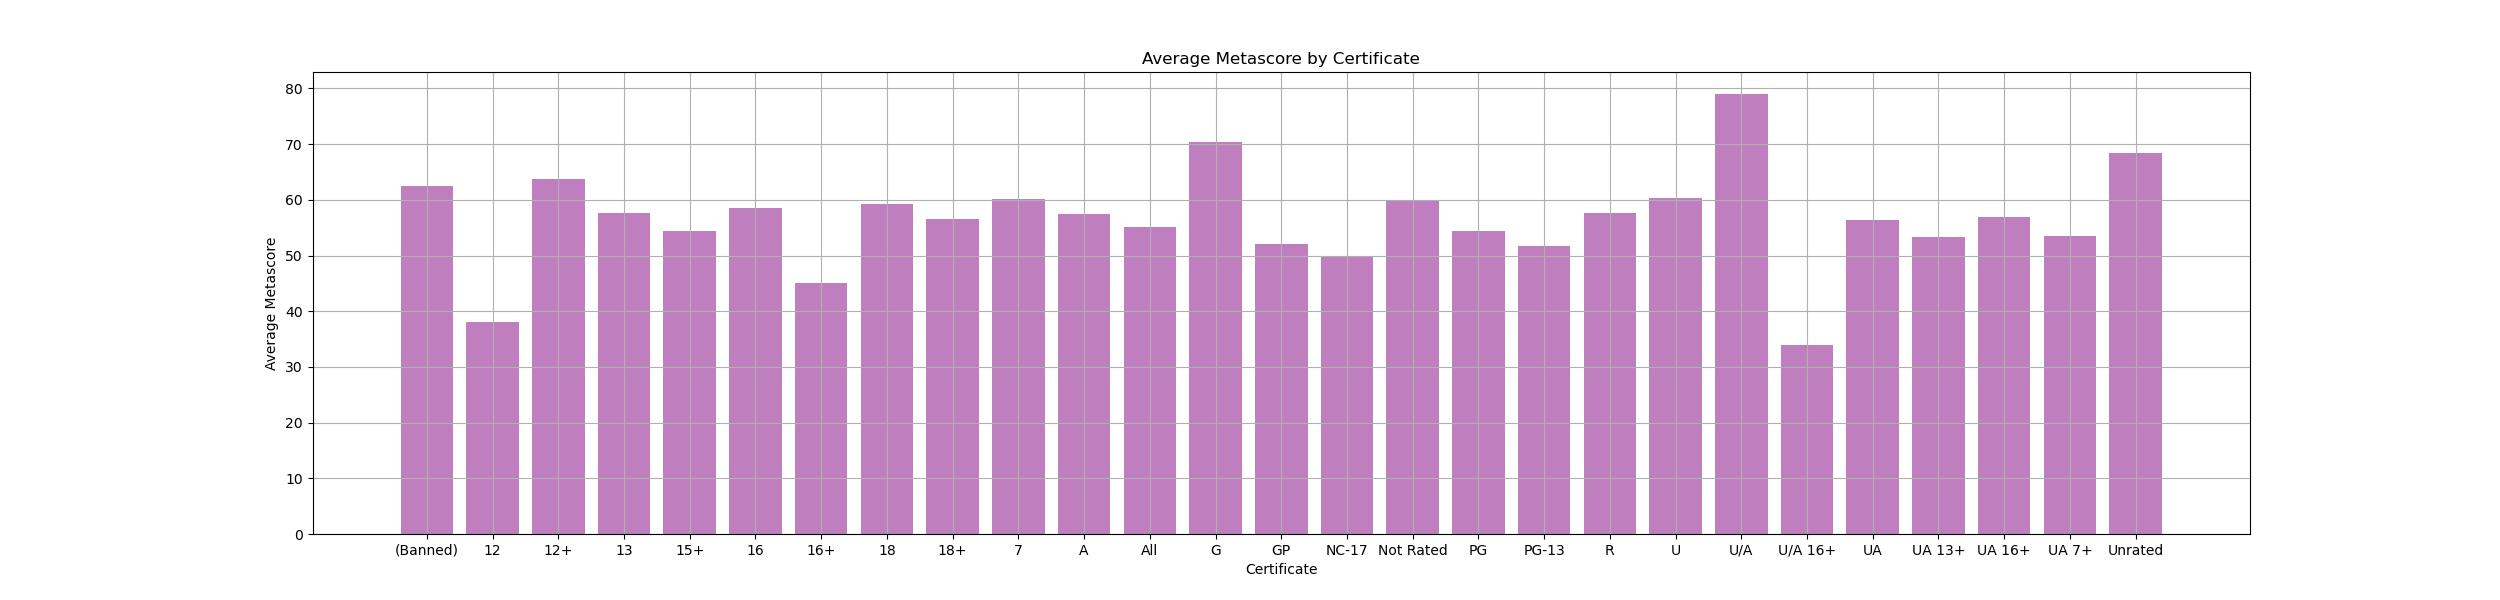 Average Metascore by Certificate
Average Metascore
80
70
60
50
40
30
20
10
0
(Banned) 12 12+ 13 15+ 16 16+ 18 18+ 7 A All G GP NC-17 Not Rated PG PG-13 R U U/A U/A 16+ UA UA 13+ UA 16+ UA 7+ Unrated
Certificate